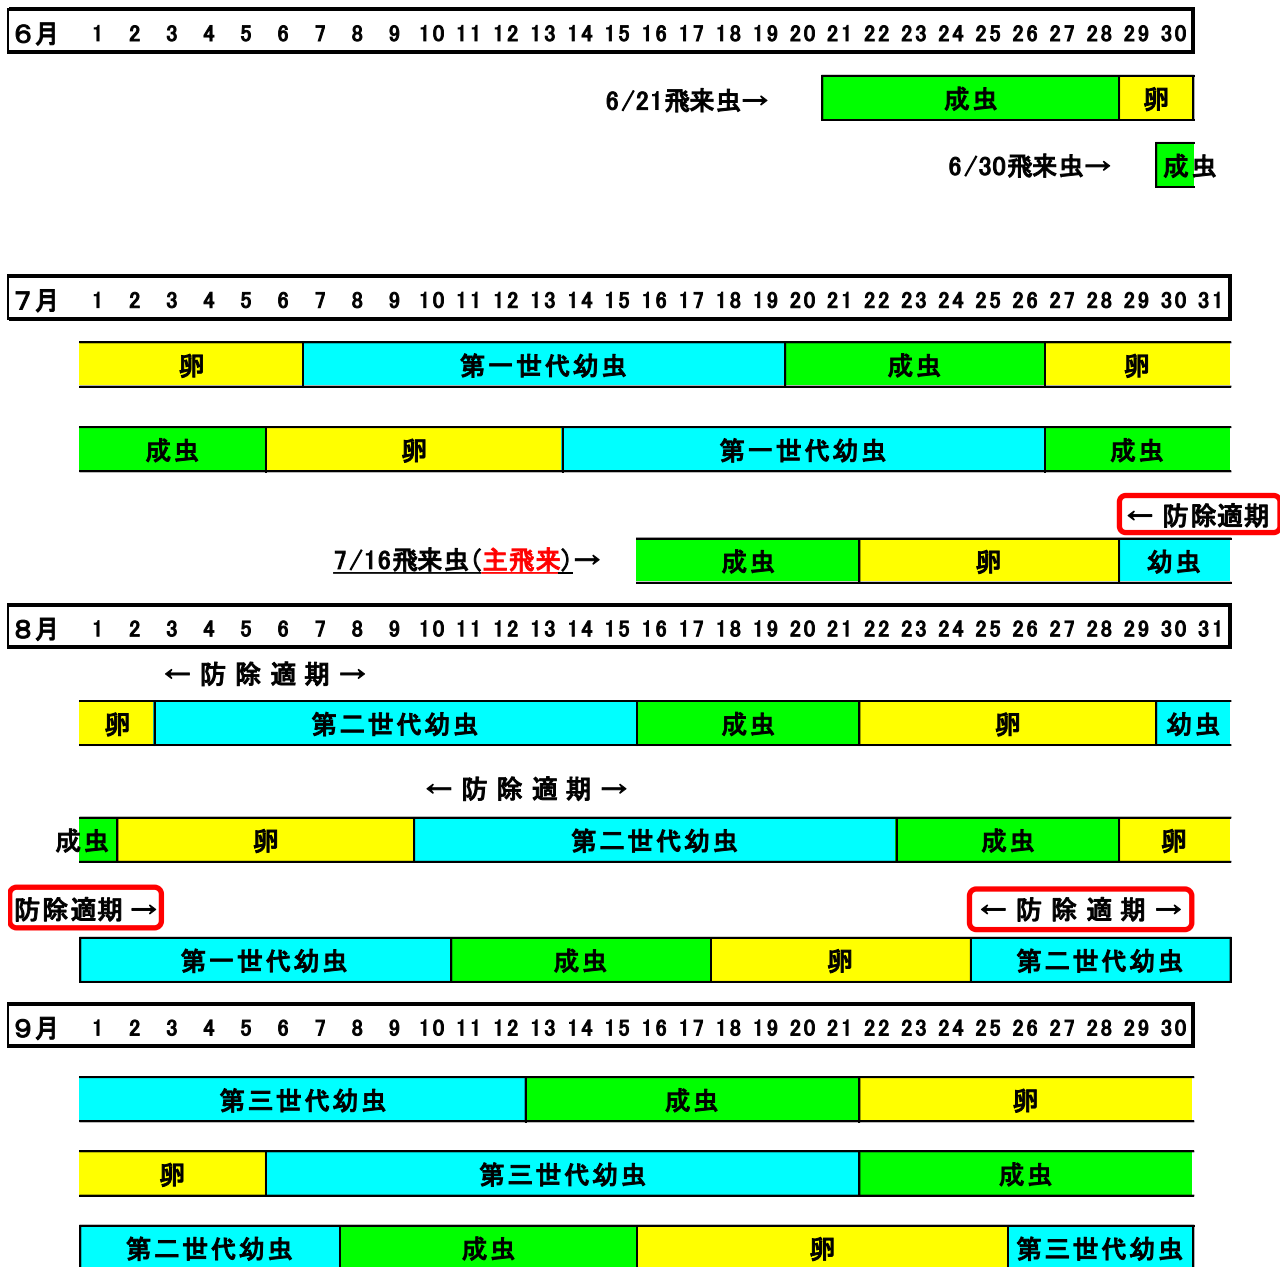 6月 1 2 3 4 5 6 7 8 9 10 11 12 13 14 15 16 17 18 19 20 21 22 23 24 25 26 27 28 29 30
6/21飛来虫→ 成虫 卵
6/30飛来虫→ 成虫
7月 1 2 3 4 5 6 7 8 9 10 11 12 13 14 15 16 17 18 19 20 21 22 23 24 25 26 27 28 29 30 31
卵 第一世代幼虫 成虫 卵
成虫 卵 第一世代幼虫 成虫
← 防除適期
7/16飛来虫(主飛来)→ 成虫 卵 幼虫
8月 1 2 3 4 5 6 7 8 9 10 11 12 13 14 15 16 17 18 19 20 21 22 23 24 25 26 27 28 29 30 31
← 防除適期 →
卵 第二世代幼虫 成虫 卵 幼虫
← 防除適期 →
成虫 卵 第二世代幼虫 成虫 卵
防除適期 → ← 防除適期 →
第一世代幼虫 成虫 卵 第二世代幼虫
9月 1 2 3 4 5 6 7 8 9 10 11 12 13 14 15 16 17 18 19 20 21 22 23 24 25 26 27 28 29 30
第三世代幼虫 成虫 卵
卵 第三世代幼虫 成虫
第二世代幼虫 成虫 卵 第三世代幼虫